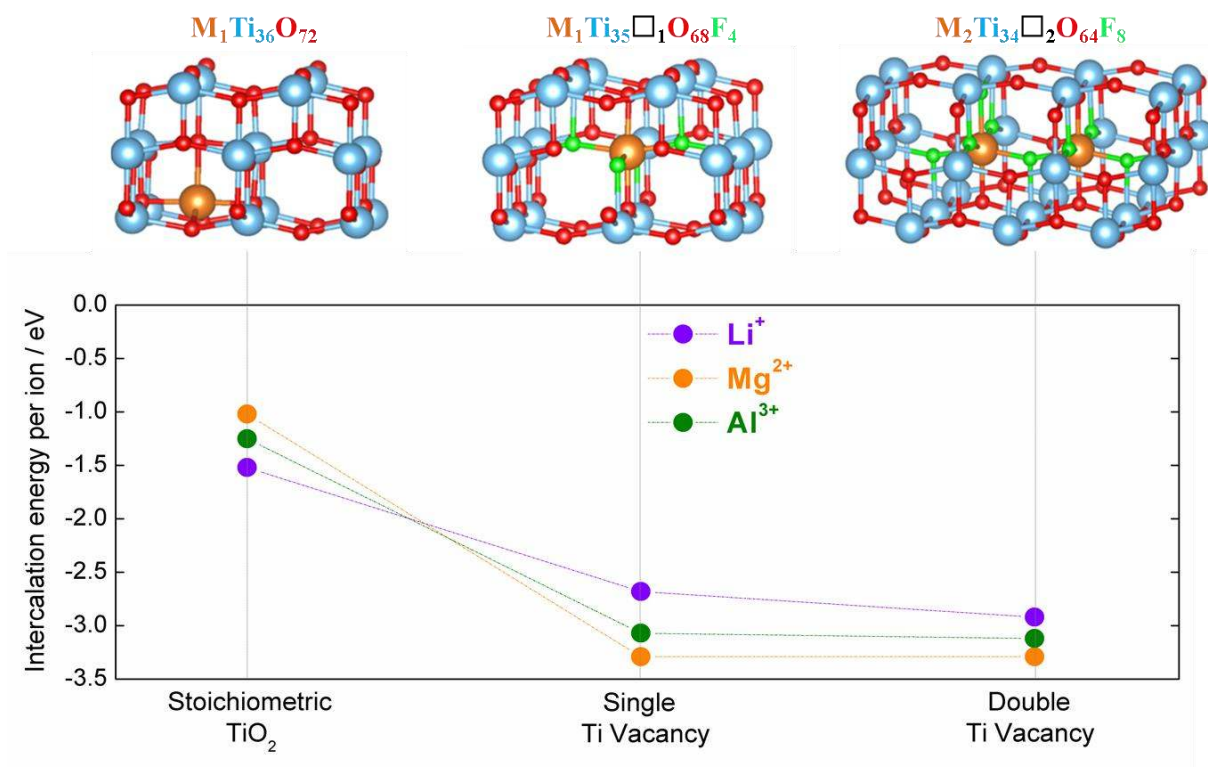 M₁Ti₃₆O₇₂
M₁Ti₃₅□₁O₆₈F₄
M₂Ti₃₄□₂O₆₄F₈
Intercalation energy per ion / eV
0.0
-0.5
-1.0
-1.5
-2.0
-2.5
-3.0
-3.5
Li⁺
Mg²⁺
Al³⁺
Stoichiometric
TiO₂
Single
Ti Vacancy
Double
Ti Vacancy